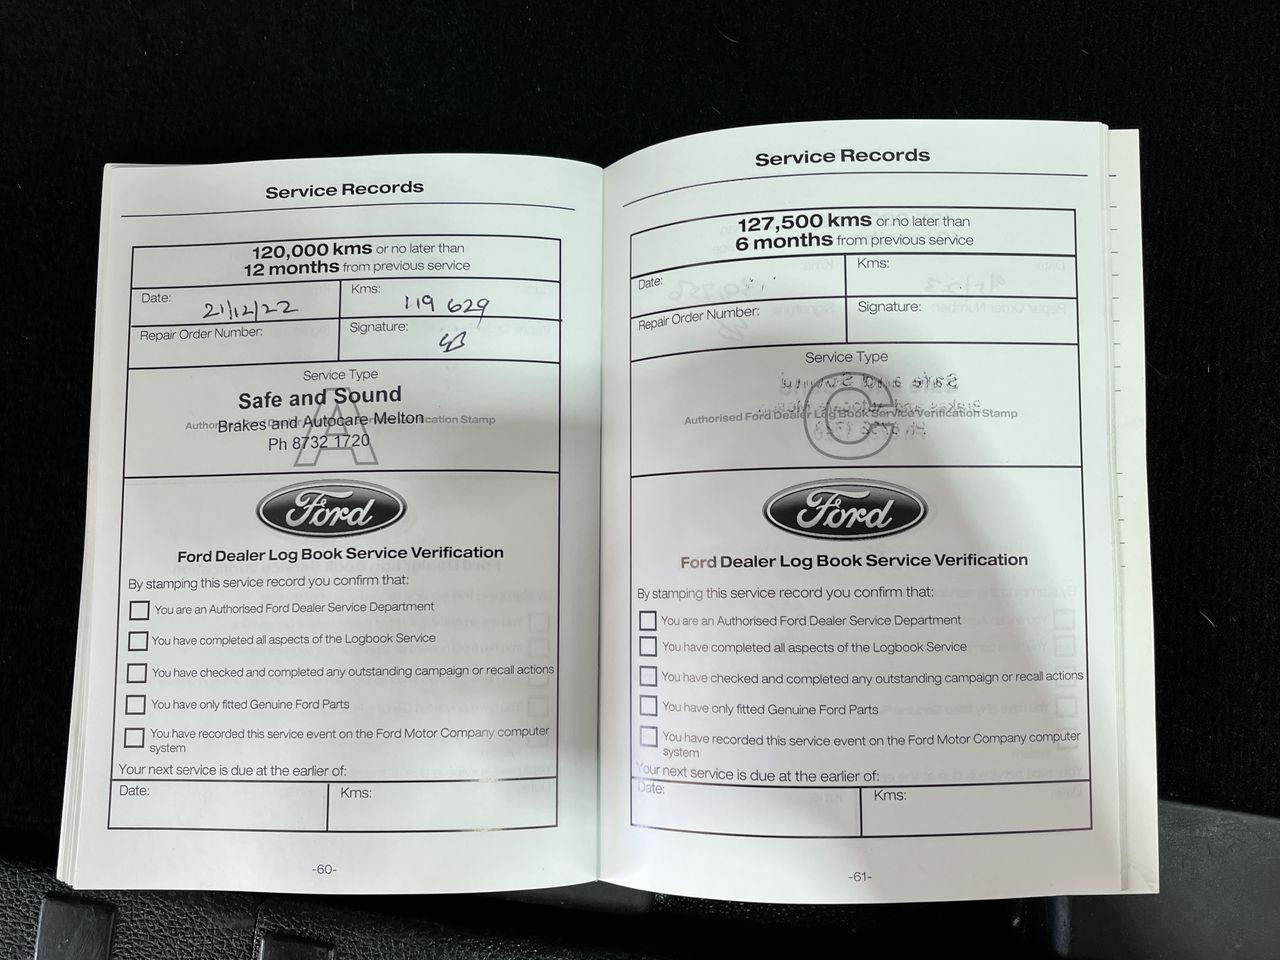 Service Records
120,000 kms or no later than
12 months from previous service
Date: 21/12/22
Kms: 119 629
Repair Order Number:
Signature:
Service Type
Safe and Sound
A
Brakes and Autocare Melton
Ph 8732 1720
Ford
Ford Dealer Log Book Service Verification
By stamping this service record you confirm that:
You are an Authorised Ford Dealer Service Department
You have completed all aspects of the Logbook Service
You have checked and completed any outstanding campaign or recall actions
You have only fitted Genuine Ford Parts
You have recorded this service event on the Ford Motor Company computer
system
Your next service is due at the earlier of:
Date:
Kms:
-60-
Service Records
127,500 kms or no later than
6 months from previous service
Date:
Kms:
Repair Order Number:
Signature:
Service Type
C
Authorised Ford Dealer Log Book Service Verification Stamp
Ford
Ford Dealer Log Book Service Verification
By stamping this service record you confirm that:
You are an Authorised Ford Dealer Service Department
You have completed all aspects of the Logbook Service
You have checked and completed any outstanding campaign or recall actions
You have only fitted Genuine Ford Parts
You have recorded this service event on the Ford Motor Company computer
system
Your next service is due at the earlier of:
Date:
Kms:
-61-